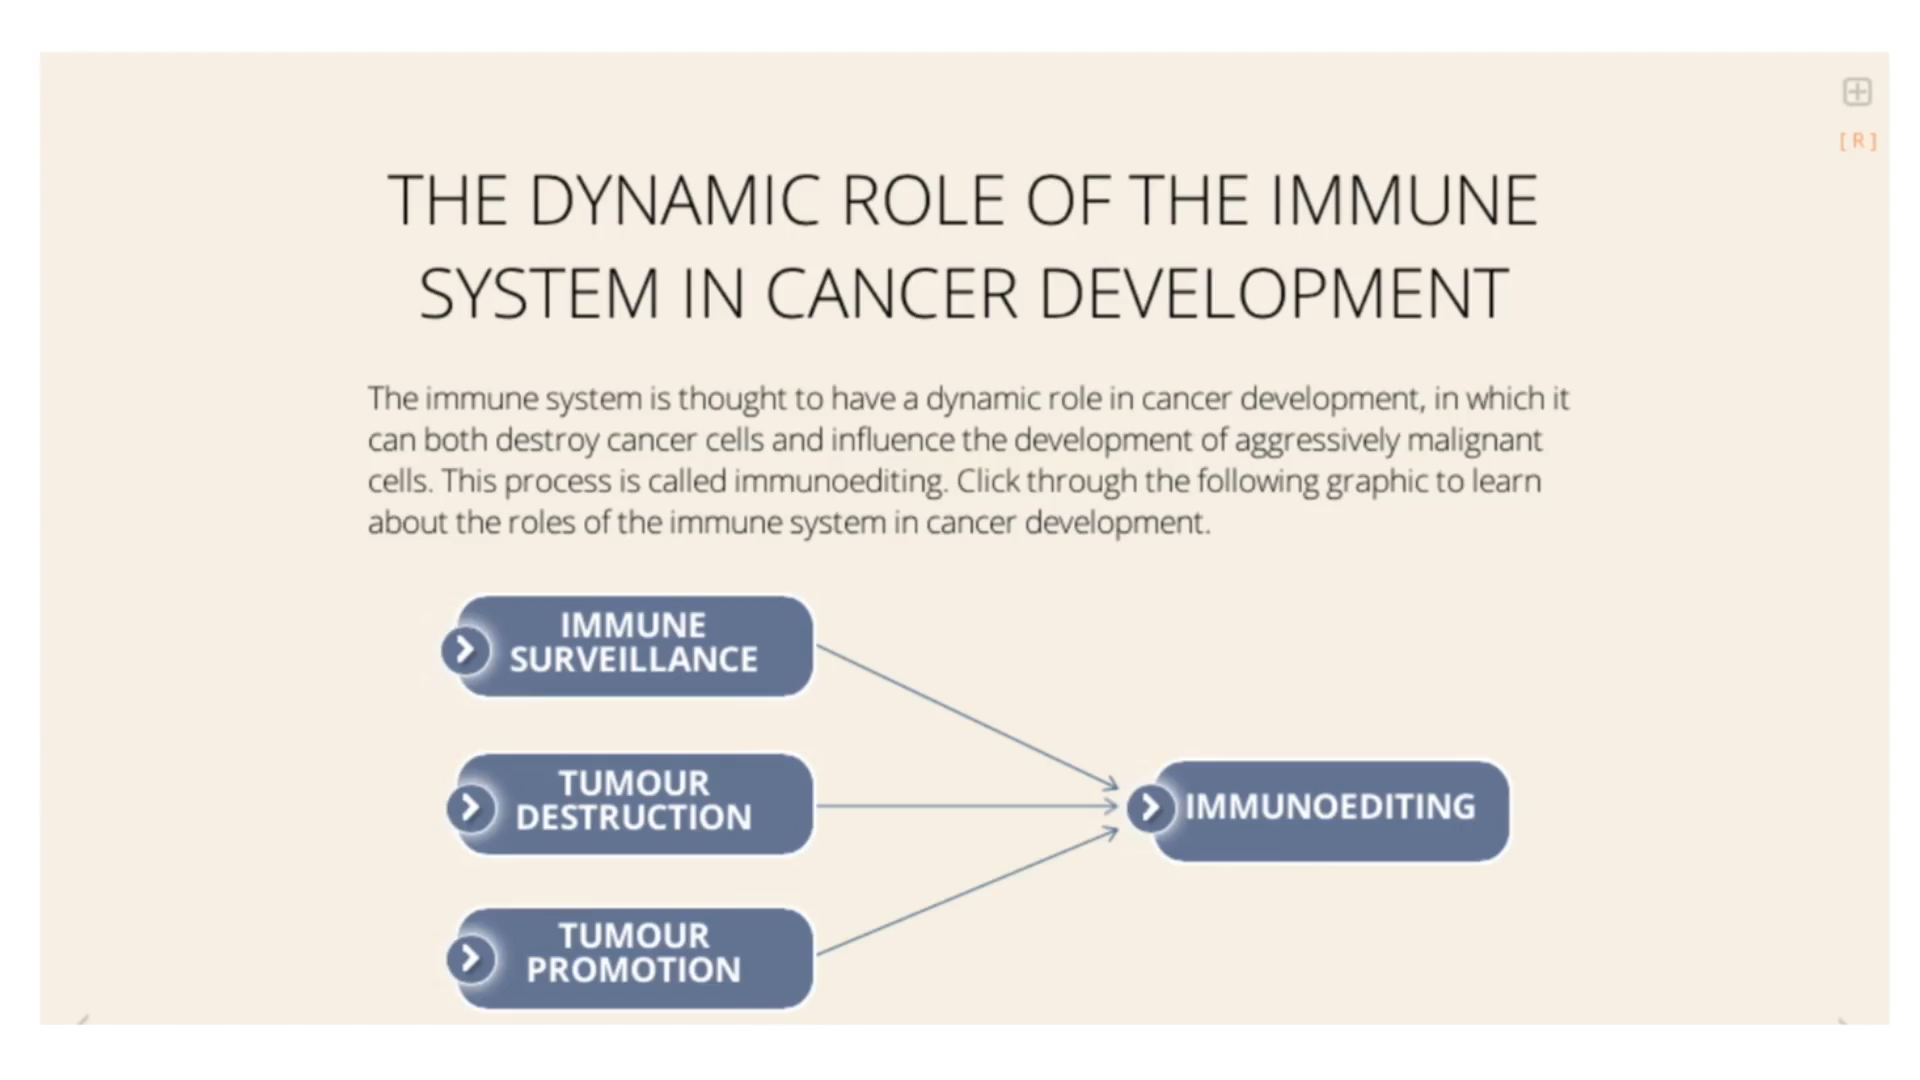 [ R ]
THE DYNAMIC ROLE OF THE IMMUNE
SYSTEM IN CANCER DEVELOPMENT
The immune system is thought to have a dynamic role in cancer development, in which it
can both destroy cancer cells and influence the development of aggressively malignant
cells. This process is called immunoediting. Click through the following graphic to learn
about the roles of the immune system in cancer development.
IMMUNE
SURVEILLANCE
TUMOUR
DESTRUCTION
IMMUNOEDITING
TUMOUR
PROMOTION